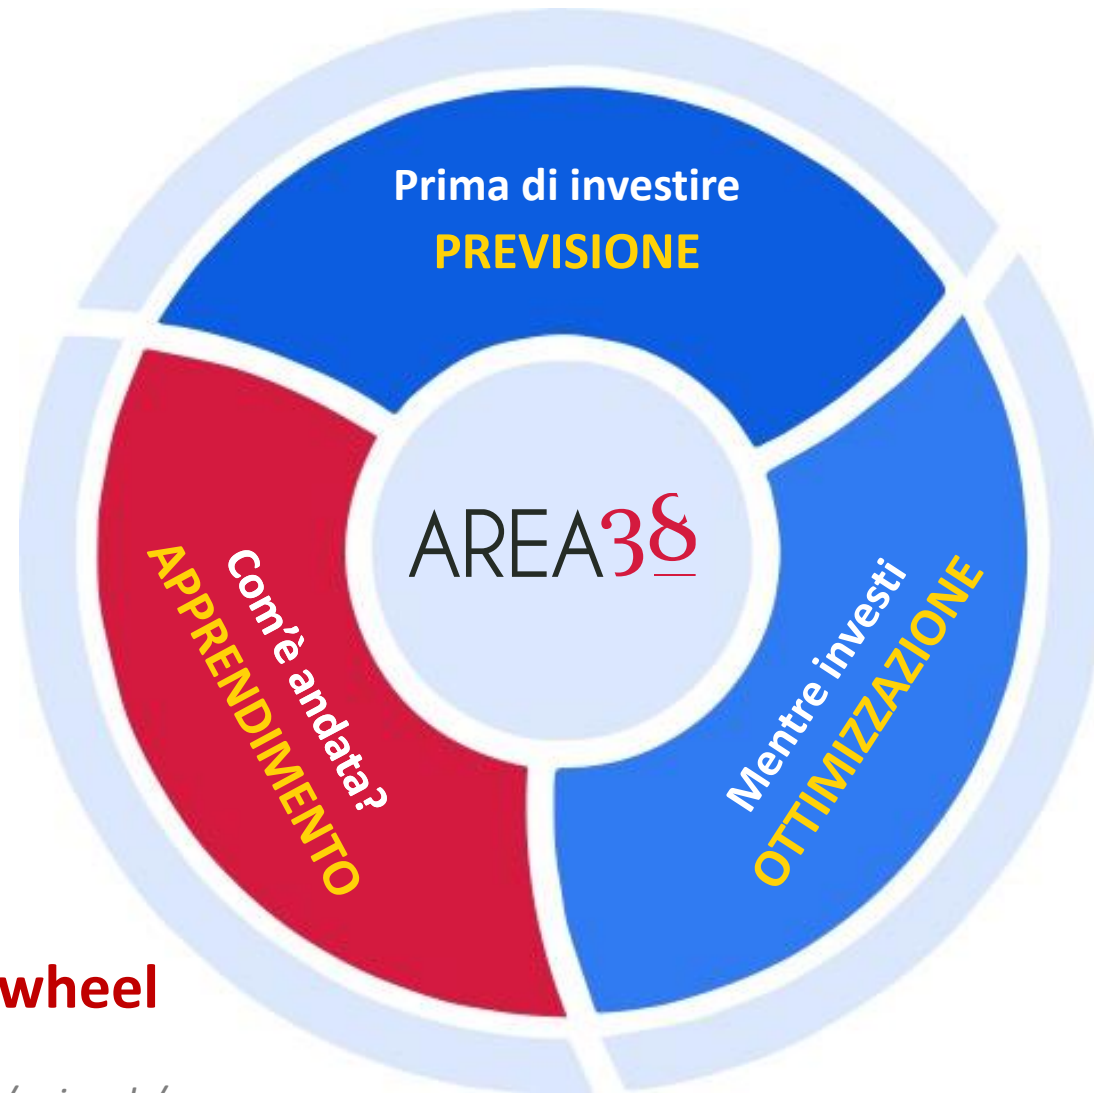 Prima di investire
PREVISIONE
AREA38
Mentre investi
OTTIMIZZAZIONE
Com'è andata?
APPRENDIMENTO
wheel